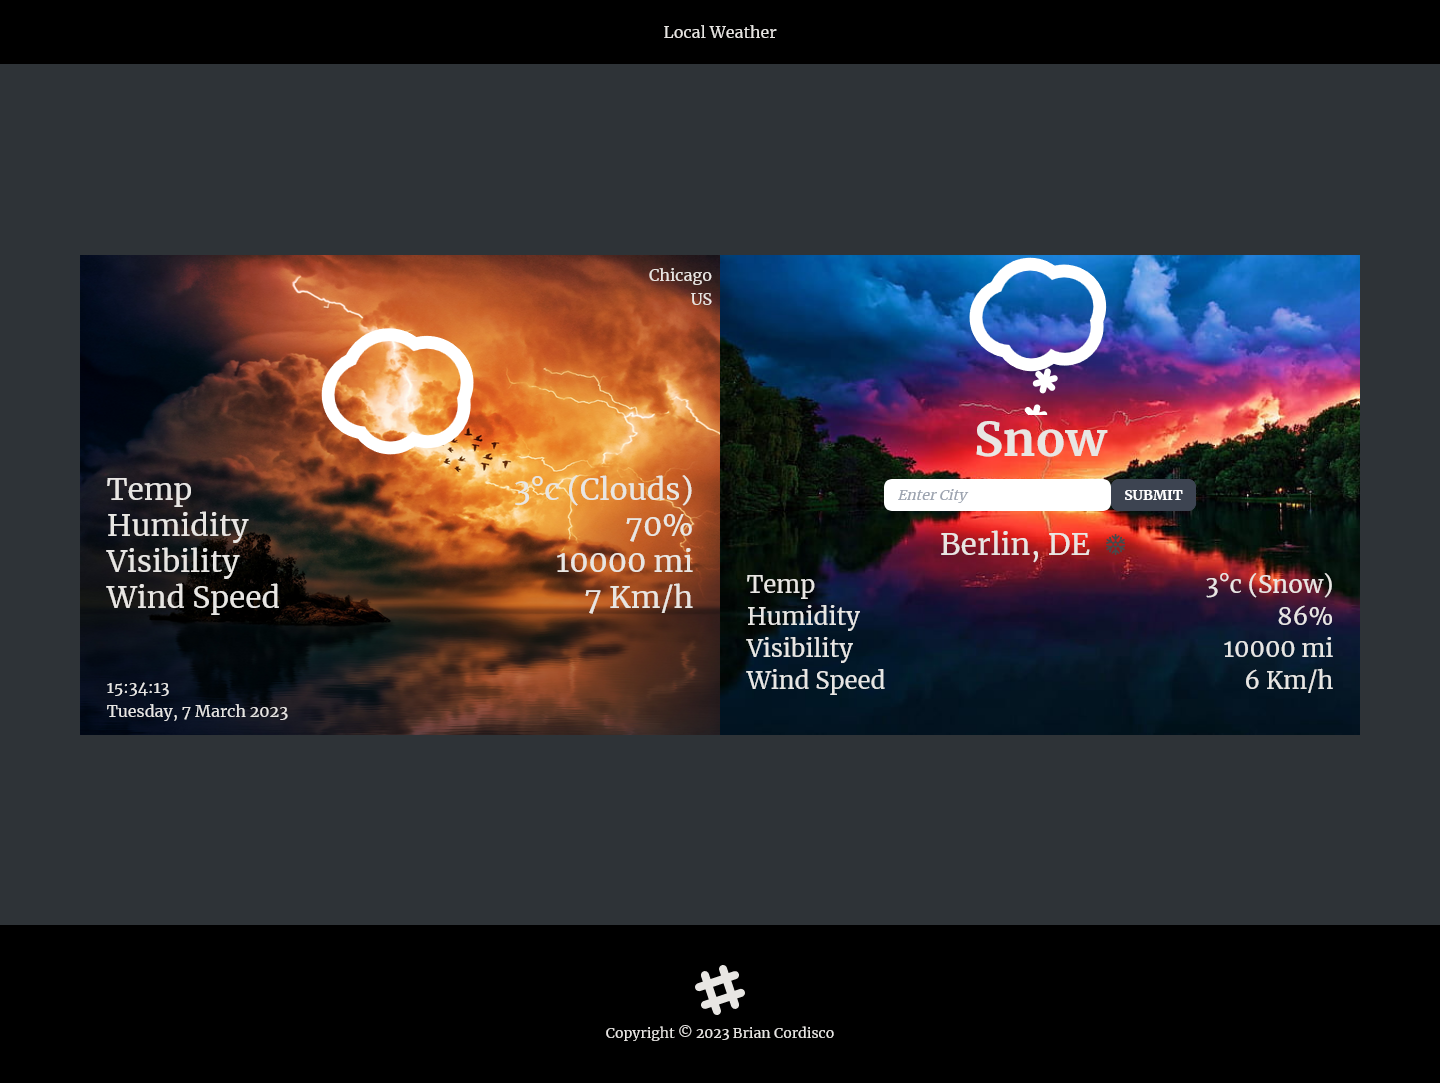 Local Weather
Chicago
US
Temp 3°c (Clouds)
Humidity 70%
Visibility 10000 mi
Wind Speed 7 Km/h
15:34:13
Tuesday, 7 March 2023
Snow
Enter City SUBMIT
Berlin, DE
Temp 3°c (Snow)
Humidity 86%
Visibility 10000 mi
Wind Speed 6 Km/h
Copyright © 2023 Brian Cordisco